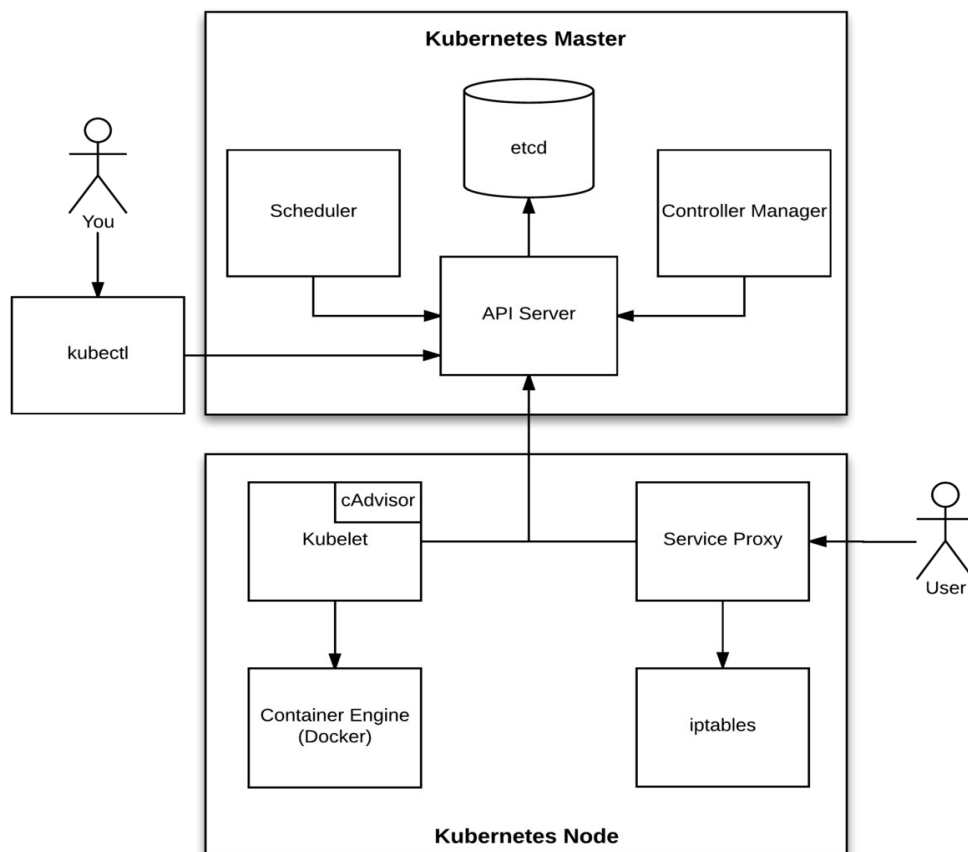 Kubernetes Master
etcd
Scheduler
Controller Manager
You
API Server
kubectl
cAdvisor
Kubelet
Service Proxy
User
Container Engine
(Docker)
iptables
Kubernetes Node